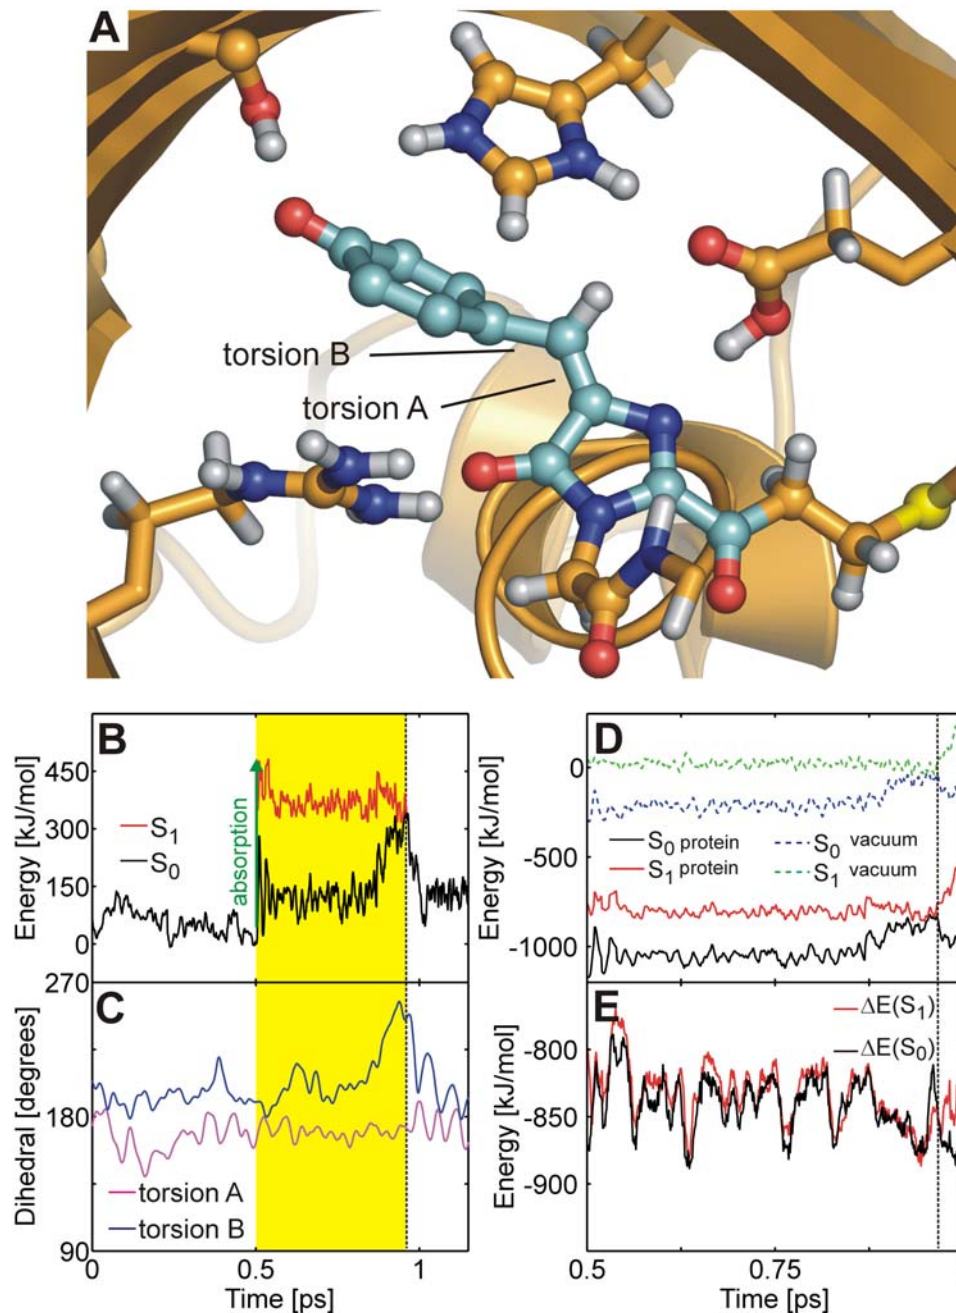 A
torsion B
torsion A
B
Energy [kJ/mol]
450
300
150
0
absorption
S1
S0
C
Dihedral [degrees]
270
180
90
torsion A
torsion B
0
0.5
1
Time [ps]
D
Energy [kJ/mol]
0
-500
-1000
S0 protein
S0 vacuum
S1 protein
S1 vacuum
E
Energy [kJ/mol]
-800
-850
-900
ΔE(S1)
ΔE(S0)
0.5
0.75
Time [ps]